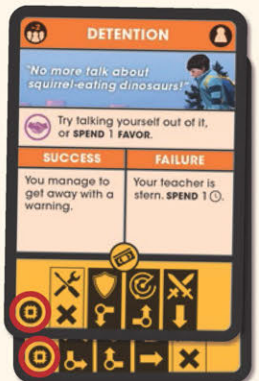 +2
DETENTION
"No more talk about
squirrel-eating dinosaurs!"
Try talking yourself out of it,
or SPEND 1 FAVOR.
SUCCESS
FAILURE
You manage to
get away with a
warning.
Your teacher is
stern. SPEND 1